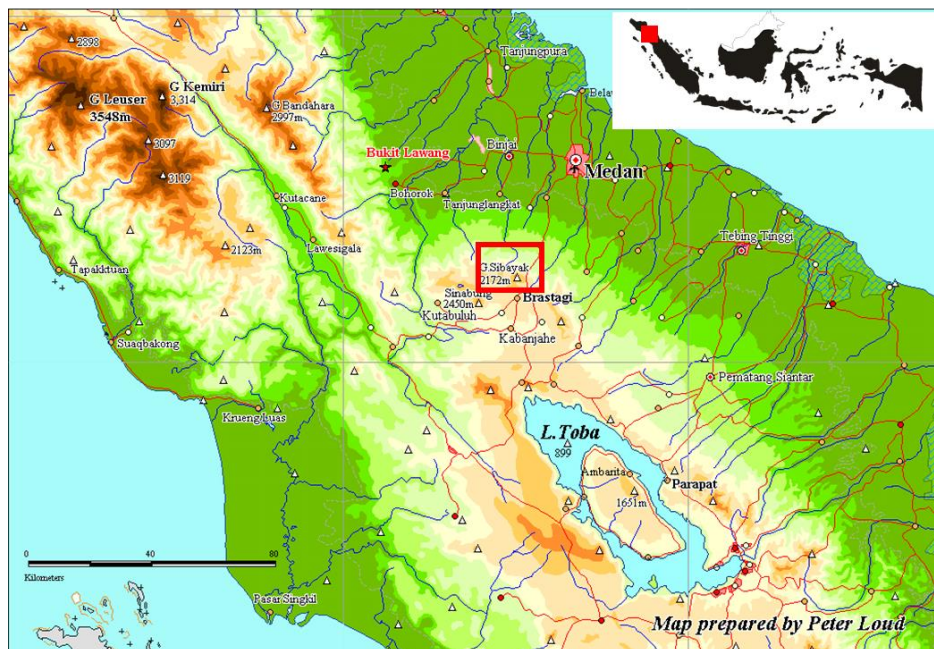 2898
Tanjungpura
G Kemiri
3,314
G Leuser
3548m
G Bandahara
2997m
Belaw
3097
Binjai
Bukit Lawang
Medan
3119
Bohorok
Tanjunglangkat
Kutacane
2123m
Lawesigala
Tebing Tinggi
Tapakktuan
G.Sibayak
2172m
Sinabung
2450m
Brastagi
Kutabuluh
Kabanjahe
Suaqbakong
Pematang Siantar
KruengLuas
L.Toba
899
Ambarita
Parapat
1651m
0
40
80
Kilometers
Pasar Singkil
Map prepared by Peter Loud